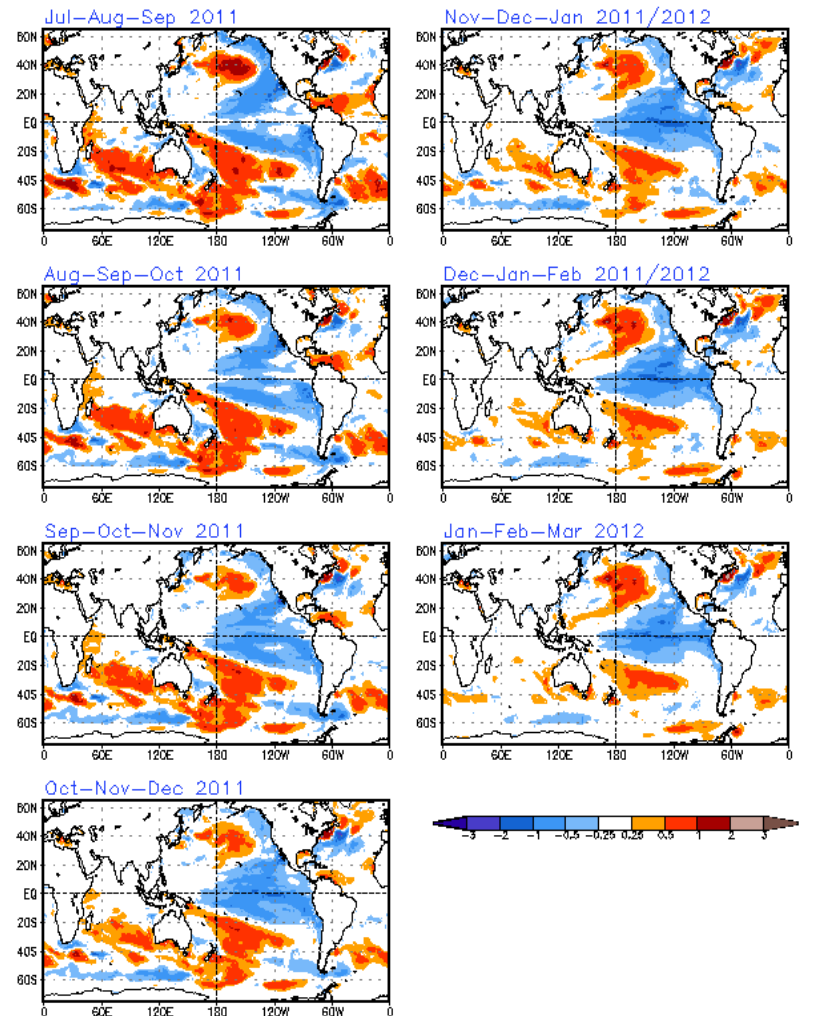 Jul-Aug-Sep 2011
60N
40N
20N
EQ
20S
40S
60S
0 60E 120E 180 120W 60W 0
Nov-Dec-Jan 2011/2012
60N
40N
20N
EQ
20S
40S
60S
0 60E 120E 180 120W 60W 0
Aug-Sep-Oct 2011
60N
40N
20N
EQ
20S
40S
60S
0 60E 120E 180 120W 60W 0
Dec-Jan-Feb 2011/2012
60N
40N
20N
EQ
20S
40S
60S
0 60E 120E 180 120W 60W 0
Sep-Oct-Nov 2011
60N
40N
20N
EQ
20S
40S
60S
0 60E 120E 180 120W 60W 0
Jan-Feb-Mar 2012
60N
40N
20N
EQ
20S
40S
60S
0 60E 120E 180 120W 60W 0
Oct-Nov-Dec 2011
60N
40N
20N
EQ
20S
40S
60S
0 60E 120E 180 120W 60W 0
-3 -2 -1 -0.5 -0.25 0.25 0.5 1 2 3